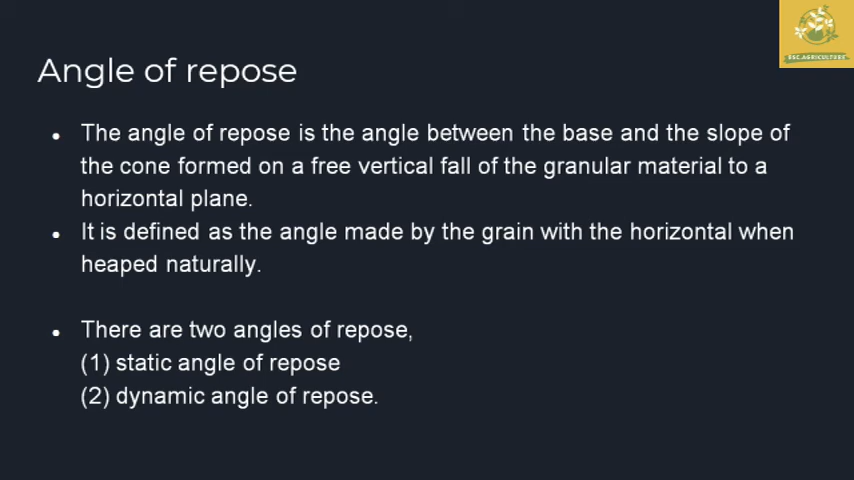 SSC.AGRICULTURE
Angle of repose
• The angle of repose is the angle between the base and the slope of
the cone formed on a free vertical fall of the granular material to a
horizontal plane.
• It is defined as the angle made by the grain with the horizontal when
heaped naturally.
• There are two angles of repose,
(1) static angle of repose
(2) dynamic angle of repose.